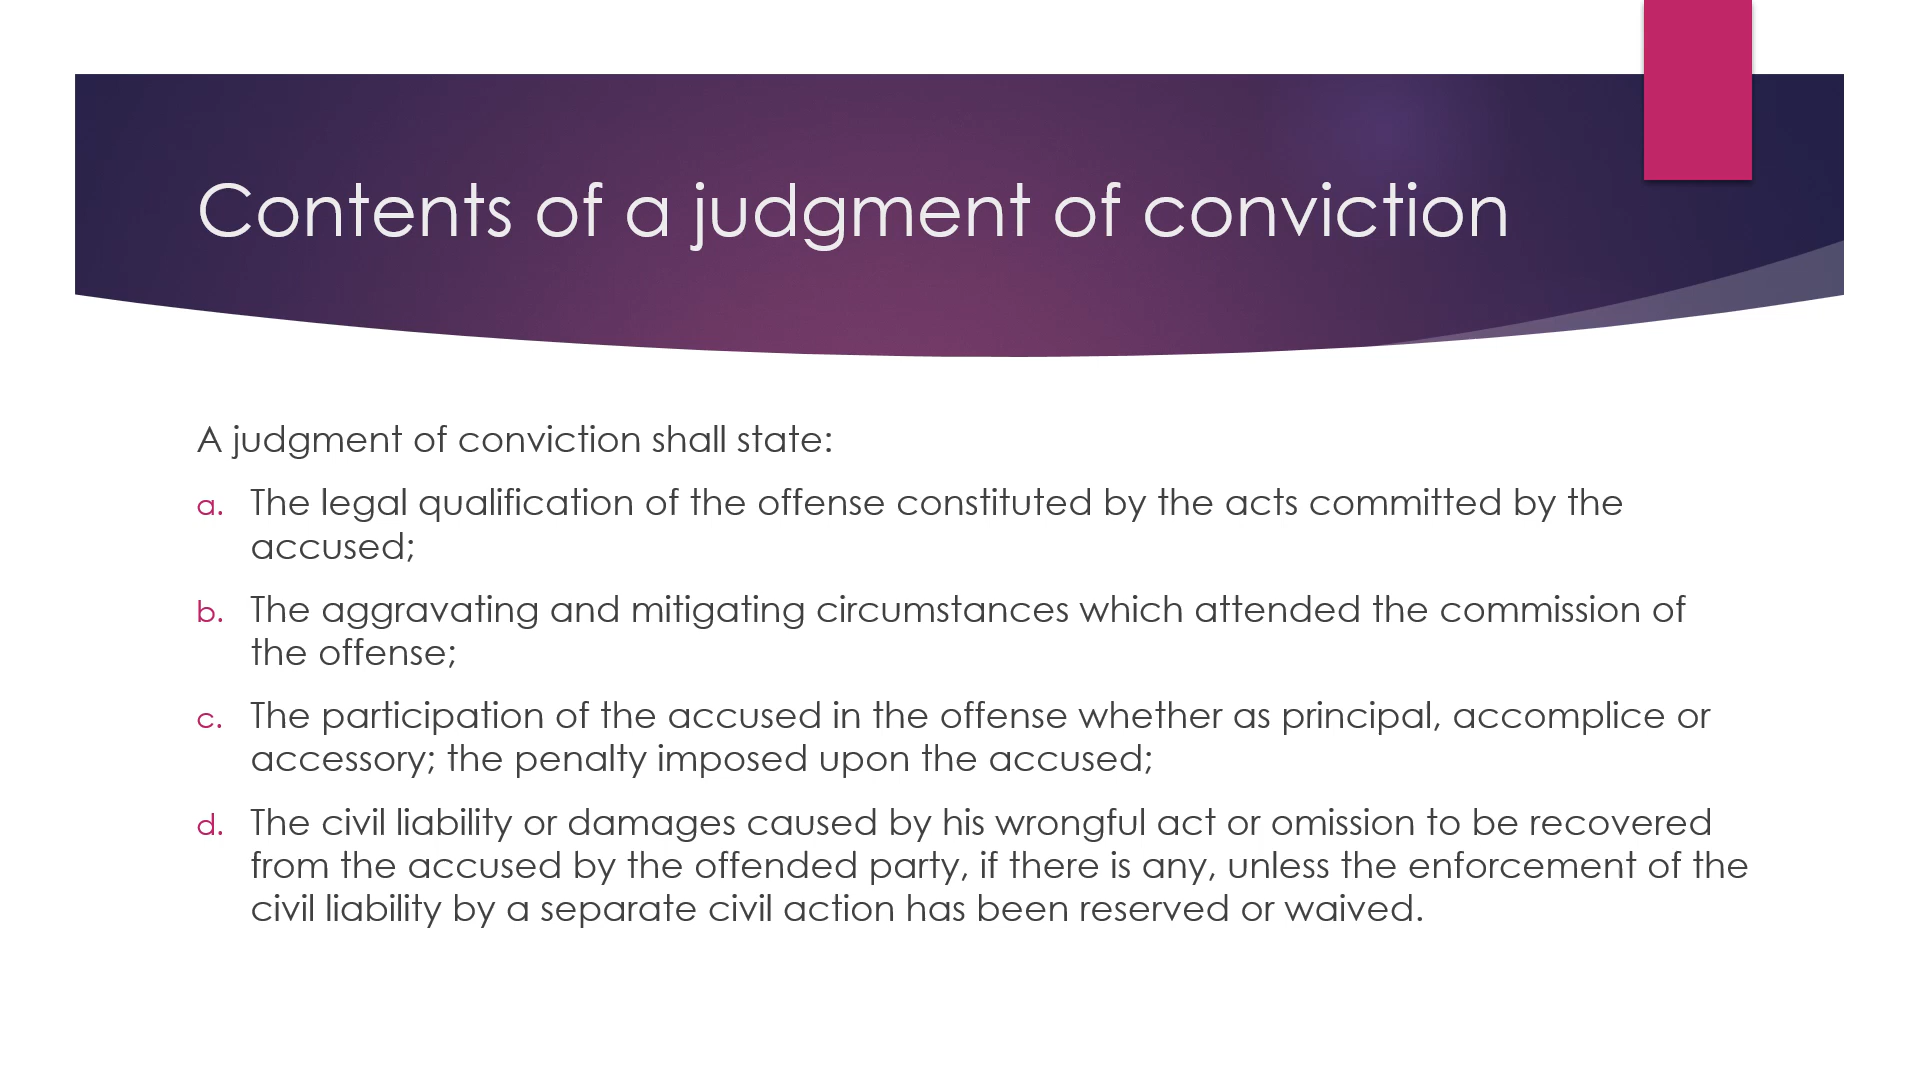 Contents of a judgment of conviction
A judgment of conviction shall state:
a. The legal qualification of the offense constituted by the acts committed by the
accused;
b. The aggravating and mitigating circumstances which attended the commission of
the offense;
c. The participation of the accused in the offense whether as principal, accomplice or
accessory; the penalty imposed upon the accused;
d. The civil liability or damages caused by his wrongful act or omission to be recovered
from the accused by the offended party, if there is any, unless the enforcement of the
civil liability by a separate civil action has been reserved or waived.